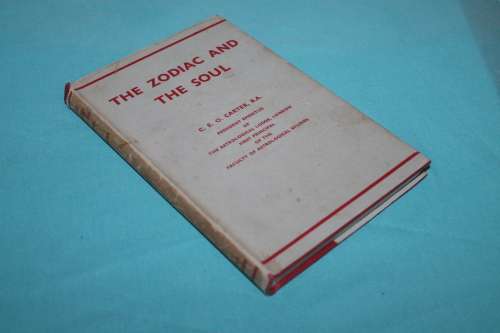 THE ZODIAC AND
THE SOUL
C. E. O. CARTER, B.A.
PRESIDENT EMERITUS
OF
THE ASTROLOGICAL LODGE, LONDON
FIRST PRINCIPAL
OF THE
FACULTY OF ASTROLOGICAL STUDIES